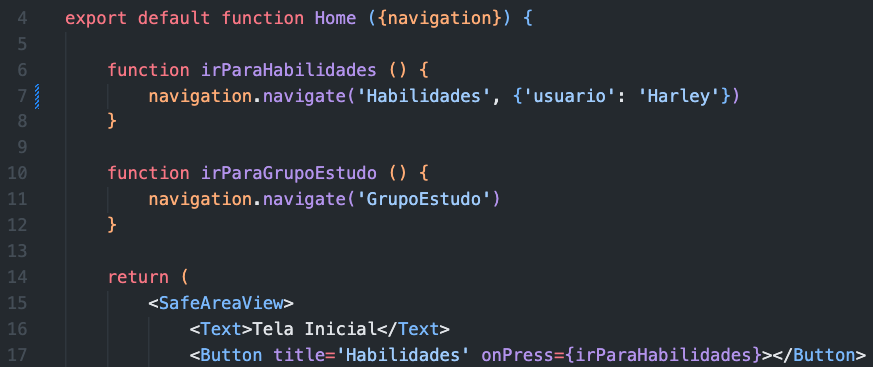 4 export default function Home ({navigation}) {
5
6 function irParaHabilidades () {
7 navigation.navigate('Habilidades', {'usuario': 'Harley'})
8 }
9
10 function irParaGrupoEstudo () {
11 navigation.navigate('GrupoEstudo')
12 }
13
14 return (
15 <SafeAreaView>
16 <Text>Tela Inicial</Text>
17 <Button title='Habilidades' onPress={irParaHabilidades}></Button>